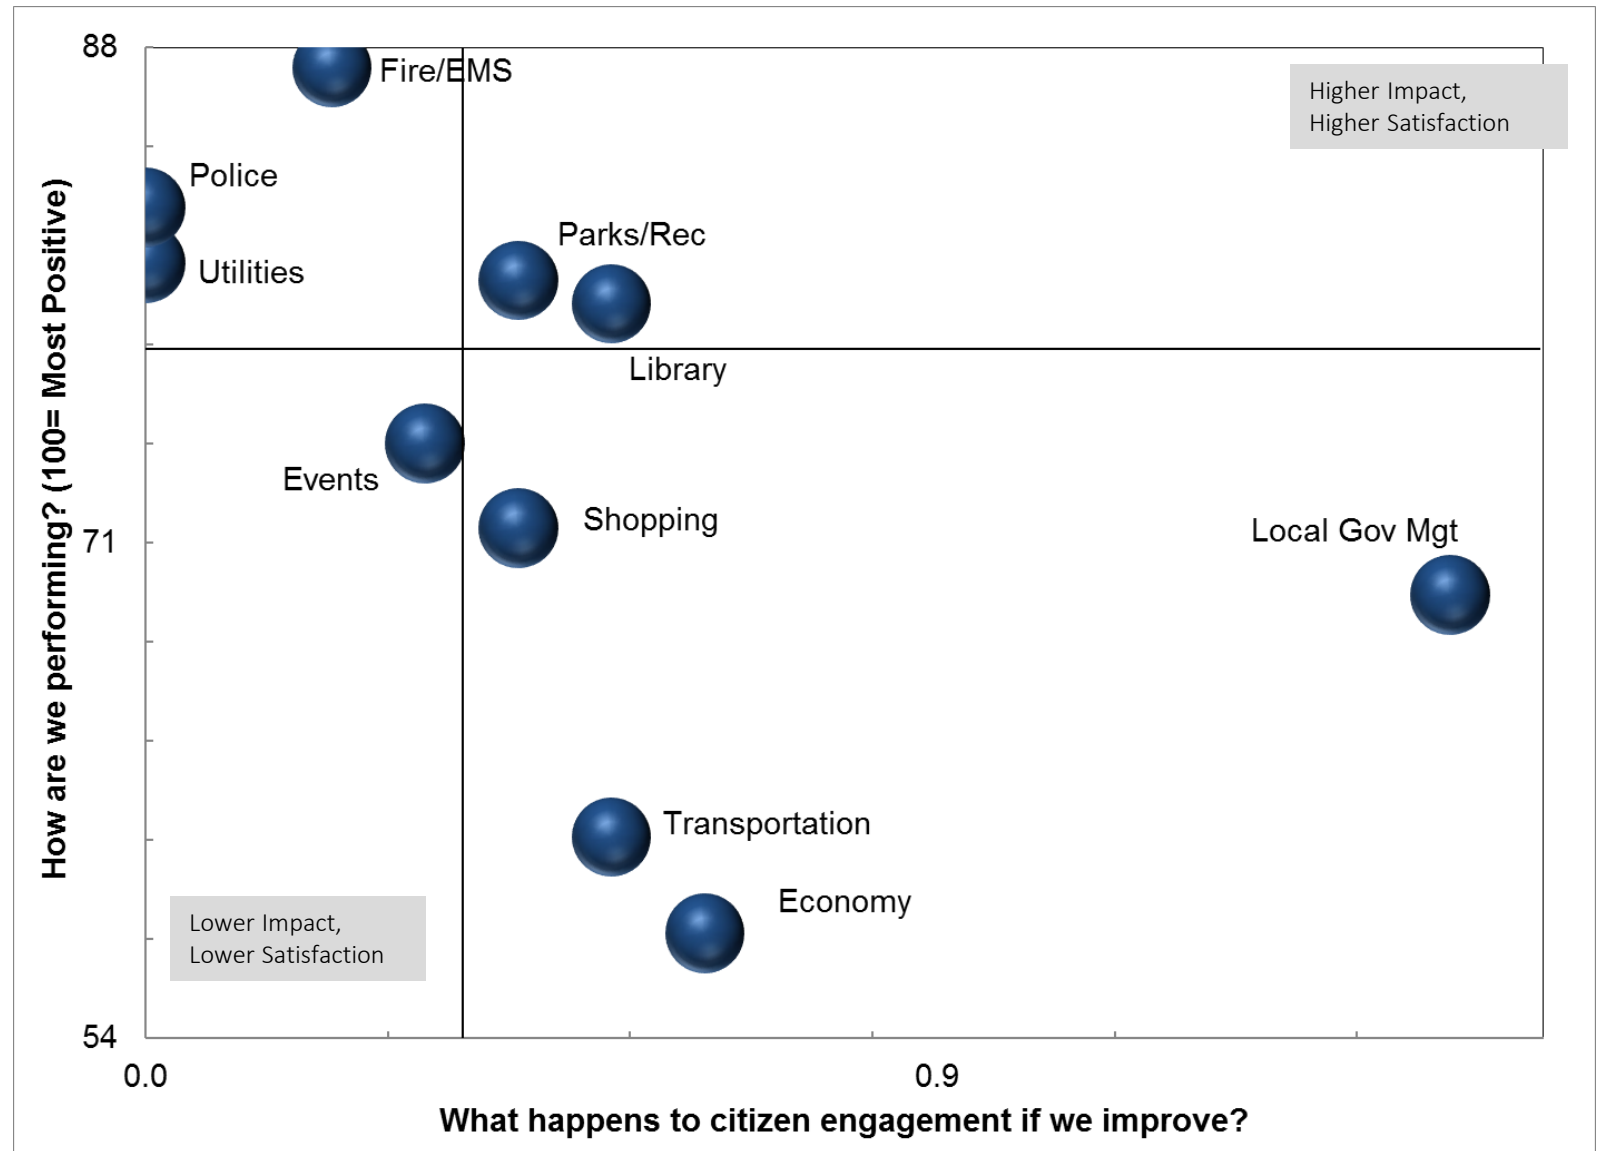 88
Fire/EMS
Higher Impact,
Higher Satisfaction
Police
Parks/Rec
Utilities
Library
Events
Shopping
Local Gov Mgt
71
How are we performing? (100= Most Positive)
Transportation
Economy
Lower Impact,
Lower Satisfaction
54
0.0
0.9
What happens to citizen engagement if we improve?